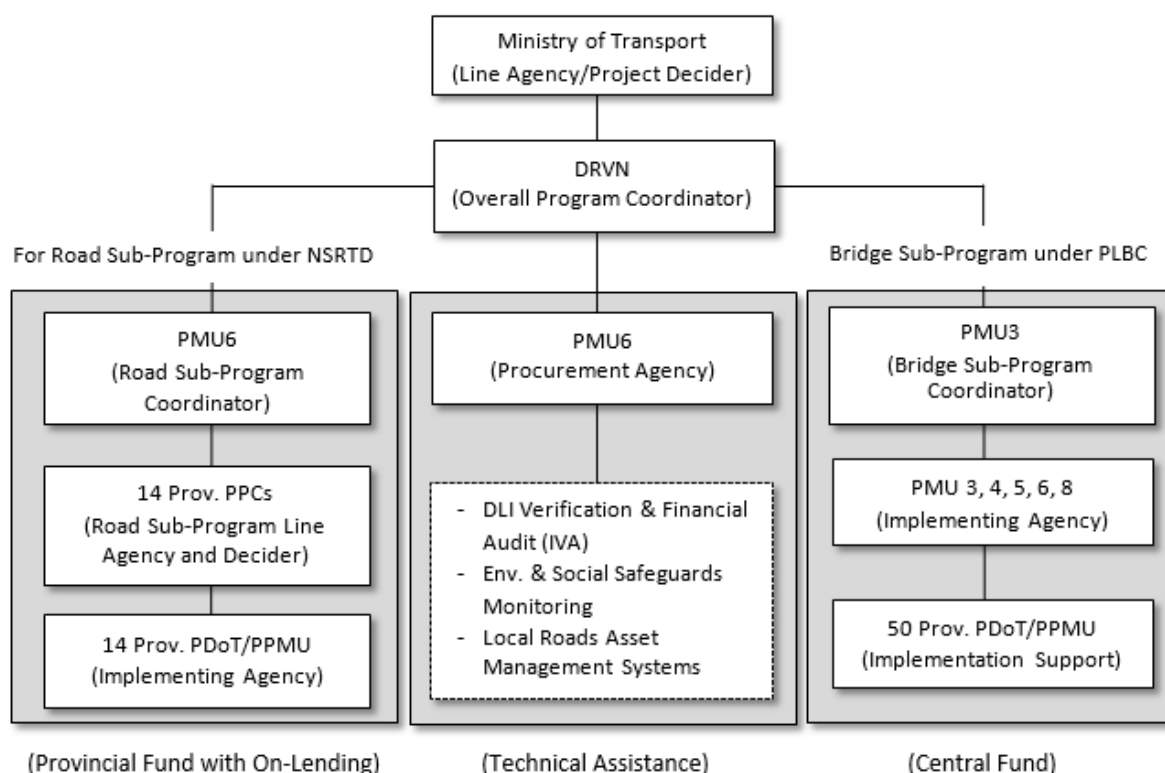 Ministry of Transport
(Line Agency/Project Decider)
DRVN
(Overall Program Coordinator)
For Road Sub-Program under NSRTD
Bridge Sub-Program under PLBC
PMU6
(Road Sub-Program
Coordinator)
14 Prov. PPCs
(Road Sub-Program Line
Agency and Decider)
14 Prov. PDoT/PPMU
(Implementing Agency)
(Provincial Fund with On-Lending)
PMU6
(Procurement Agency)
- DLI Verification & Financial
Audit (IVA)
- Env. & Social Safeguards
Monitoring
- Local Roads Asset
Management Systems
(Technical Assistance)
PMU3
(Bridge Sub-Program
Coordinator)
PMU 3, 4, 5, 6, 8
(Implementing Agency)
50 Prov. PDoT/PPMU
(Implementation Support)
(Central Fund)